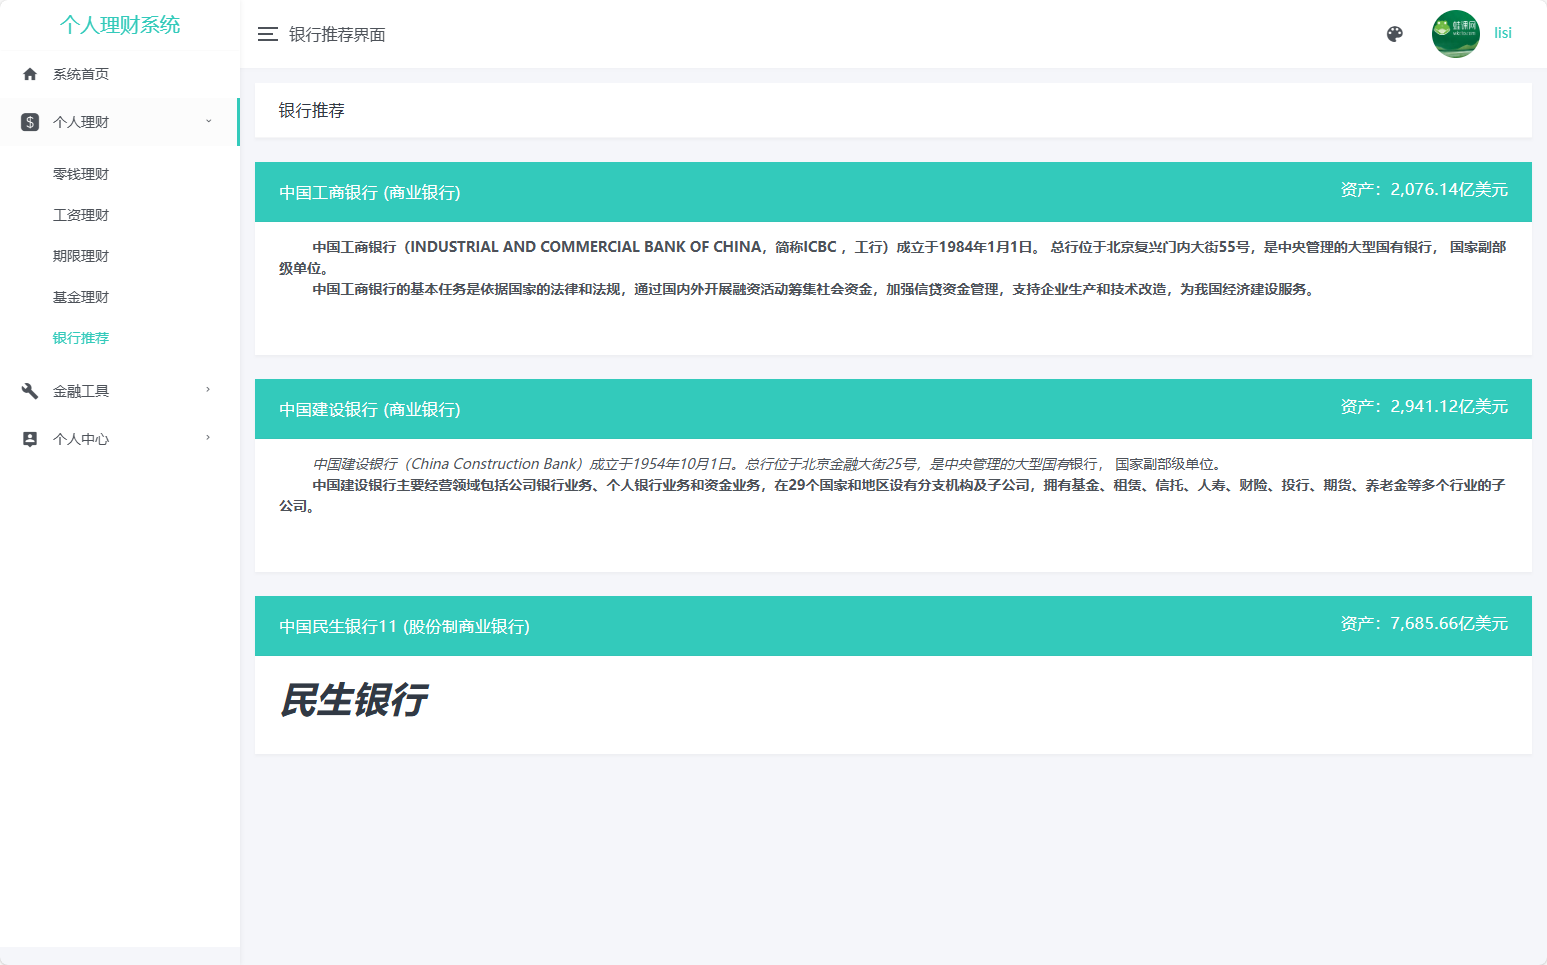 个人理财系统
系统首页
个人理财
零钱理财
工资理财
期限理财
基金理财
银行推荐
金融工具
个人中心
银行推荐界面
lisi
银行推荐
中国工商银行 (商业银行)
资产：2,076.14亿美元
中国工商银行（INDUSTRIAL AND COMMERCIAL BANK OF CHINA，简称ICBC ，工行）成立于1984年1月1日。 总行位于北京复兴门内大街55号，是中央管理的大型国有银行， 国家副部
级单位。
中国工商银行的基本任务是依据国家的法律和法规，通过国内外开展融资活动筹集社会资金，加强信贷资金管理，支持企业生产和技术改造，为我国经济建设服务。
中国建设银行 (商业银行)
资产：2,941.12亿美元
中国建设银行（China Construction Bank）成立于1954年10月1日。总行位于北京金融大街25号，是中央管理的大型国有银行， 国家副部级单位。
中国建设银行主要经营领域包括公司银行业务、个人银行业务和资金业务，在29个国家和地区设有分支机构及子公司，拥有基金、租赁、信托、人寿、财险、投行、期货、养老金等多个行业的子
公司。
中国民生银行11 (股份制商业银行)
资产：7,685.66亿美元
民生银行